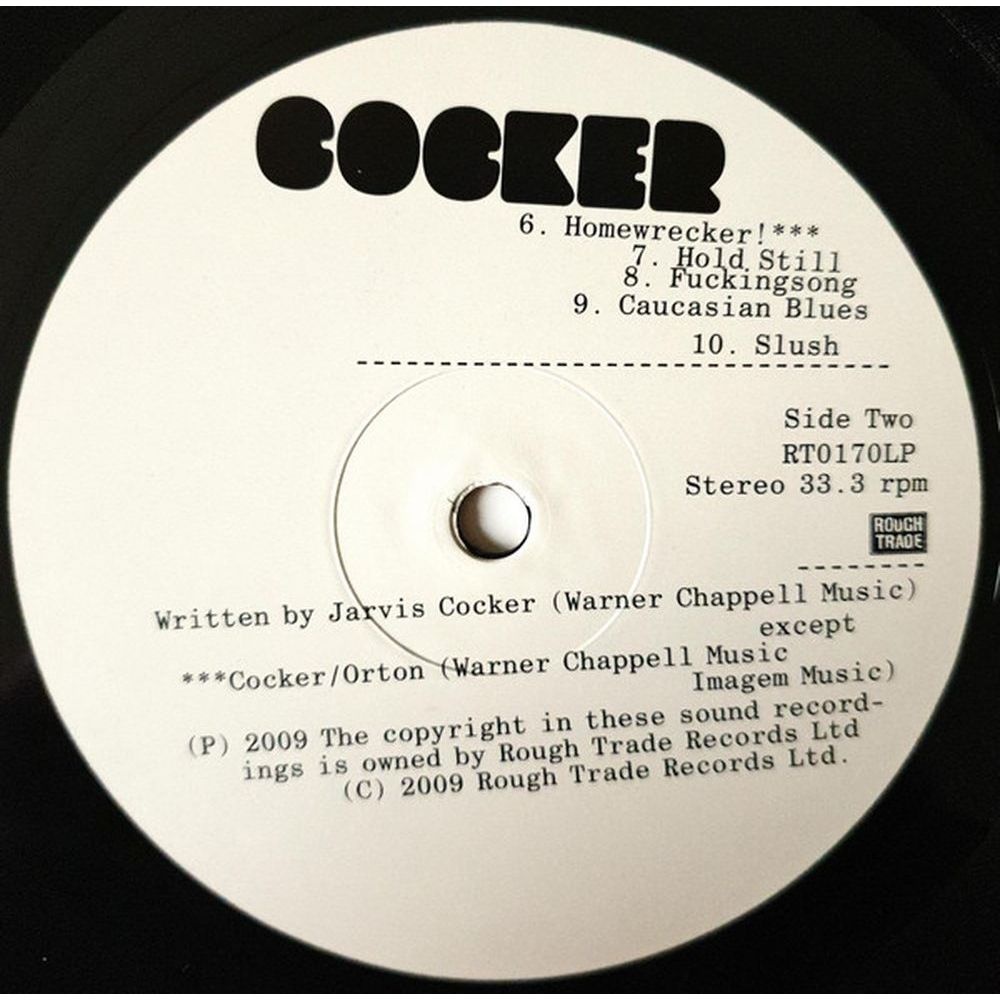 COCKER
6. Homewrecker!***
7. Hold Still
8. Fuckingsong
9. Caucasian Blues
10. Slush
Side Two
RT0170LP
Stereo 33.3 rpm
ROUGH
TRADE
Written by Jarvis Cocker (Warner Chappell Music)
except
***Cocker/Orton (Warner Chappell Music
Imagem Music)
(P) 2009 The copyright in these sound record-
ings is owned by Rough Trade Records Ltd
(C) 2009 Rough Trade Records Ltd.